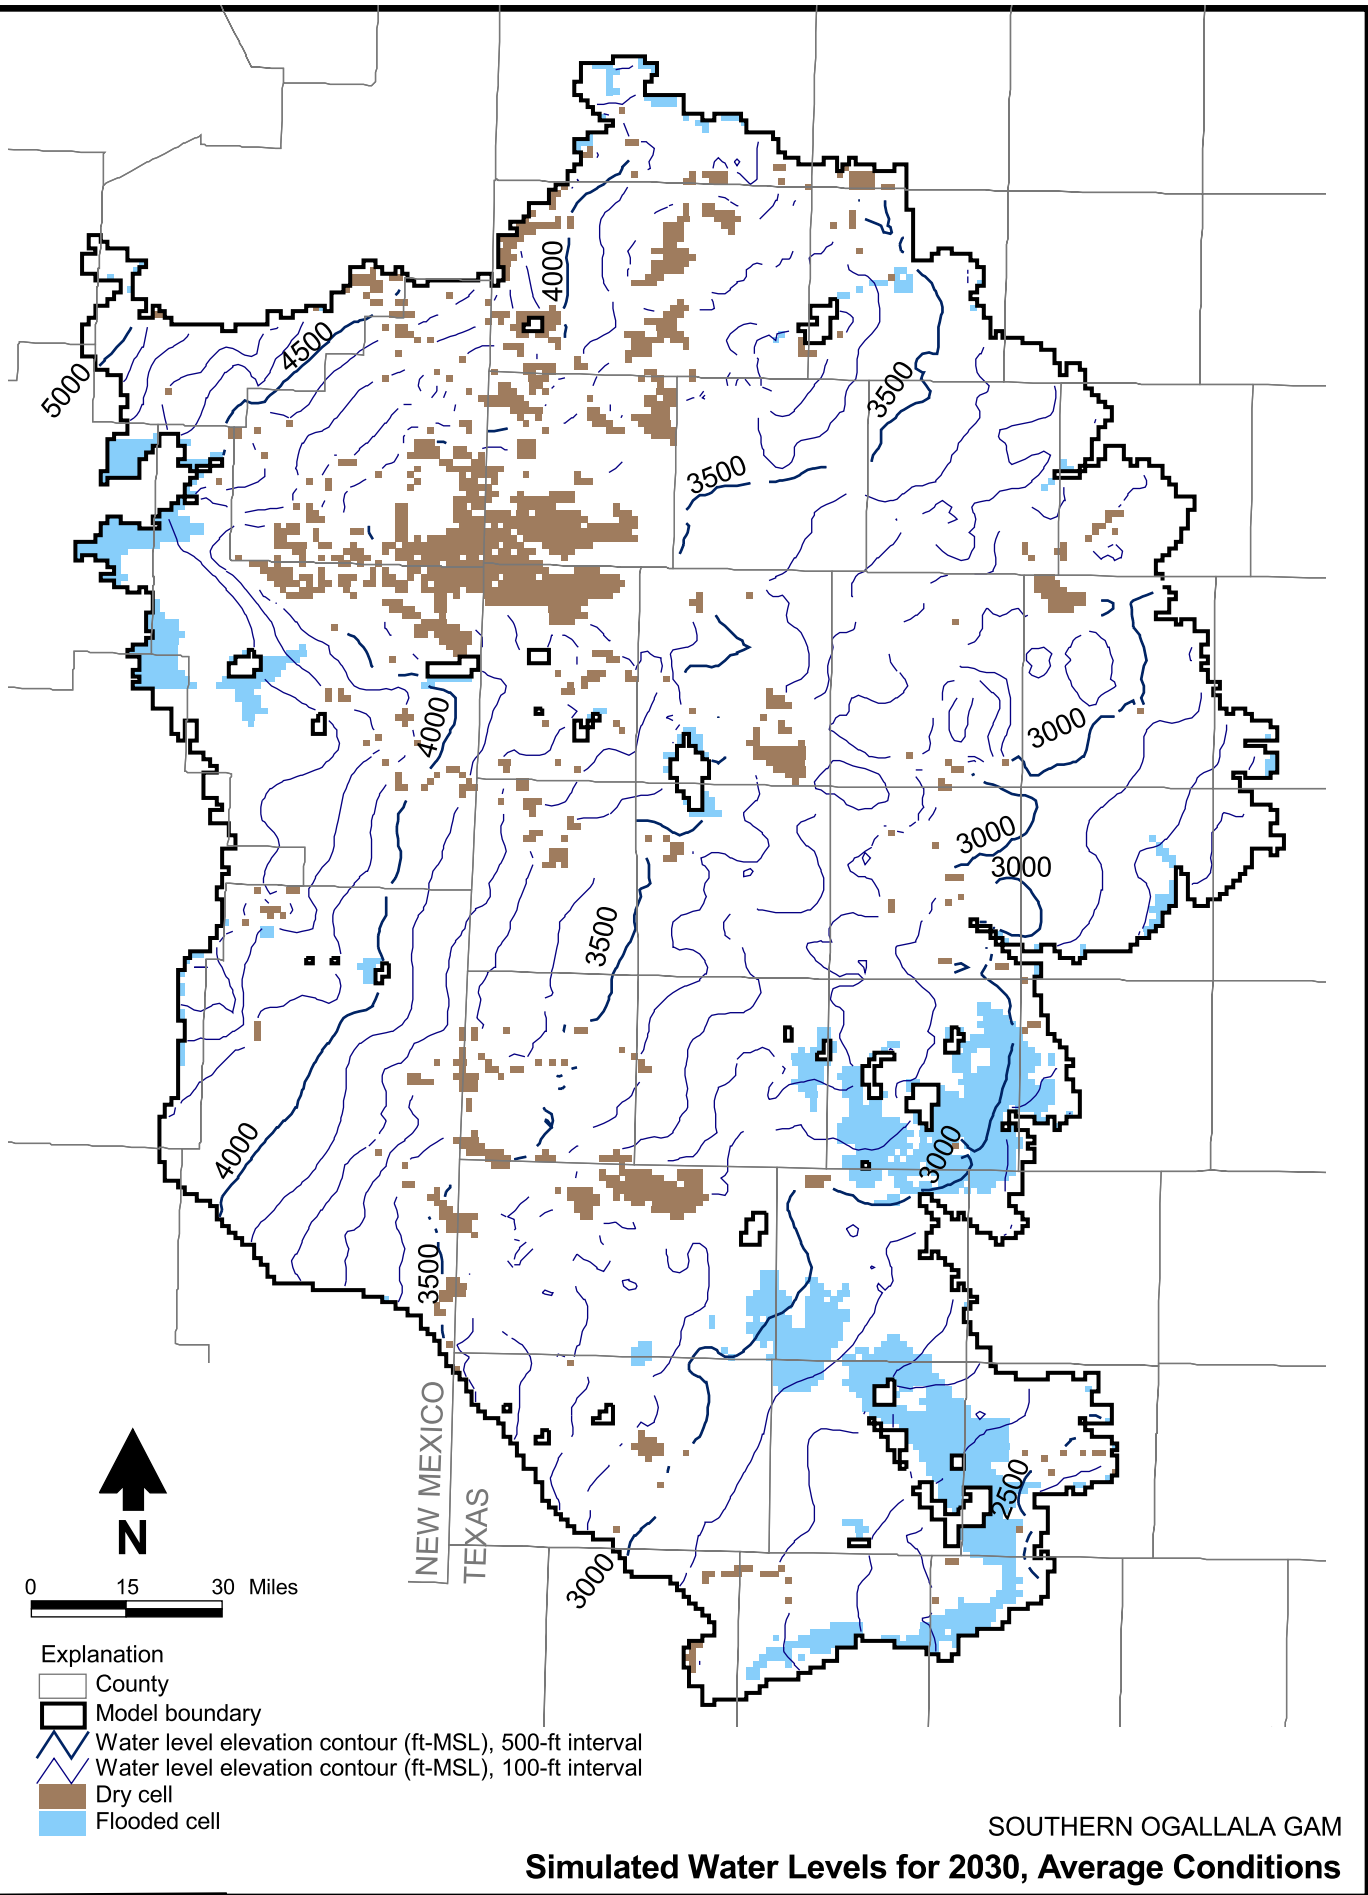 4000
4500
5000
3500
3500
4000
3000
3000
3000
3500
4000
3000
3500
2500
3000
NEW MEXICO
TEXAS
N
0 15 30 Miles
Explanation
County
Model boundary
Water level elevation contour (ft-MSL), 500-ft interval
Water level elevation contour (ft-MSL), 100-ft interval
Dry cell
Flooded cell
SOUTHERN OGALLALA GAM
Simulated Water Levels for 2030, Average Conditions